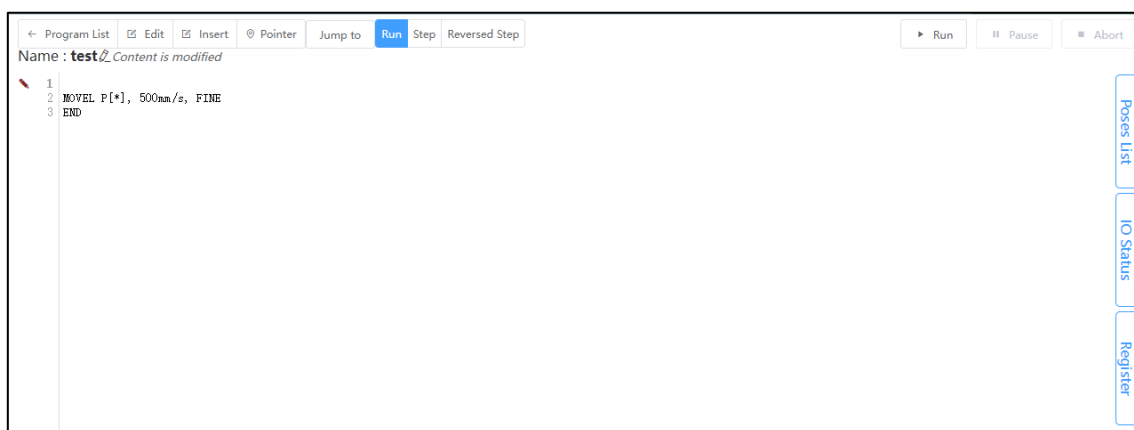 ← Program List Edit Insert Pointer Jump to Run Step Reversed Step Run Pause Abort
Name : test Content is modified
1
2 MOVEL P[*], 500mm/s, FINE
3 END
Poses List
IO Status
Register